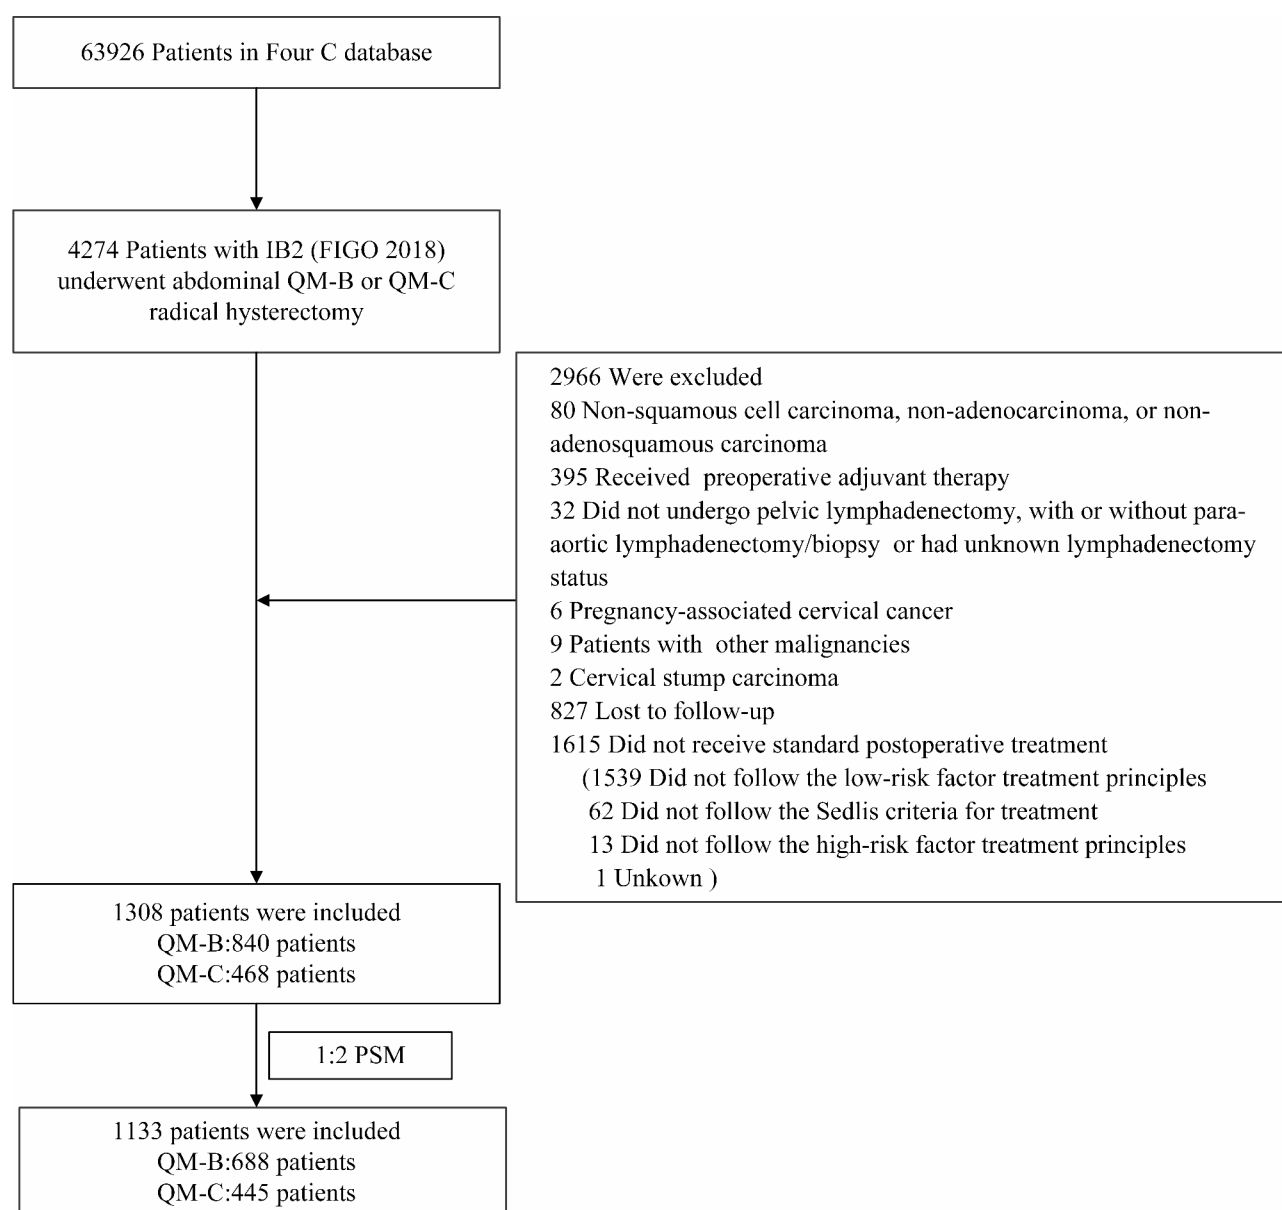 63926 Patients in Four C database
4274 Patients with IB2 (FIGO 2018)
underwent abdominal QM-B or QM-C
radical hysterectomy
2966 Were excluded
80 Non-squamous cell carcinoma, non-adenocarcinoma, or non-
adenosquamous carcinoma
395 Received  preoperative adjuvant therapy
32 Did not undergo pelvic lymphadenectomy, with or without para-
aortic lymphadenectomy/biopsy  or had unknown lymphadenectomy
status
6 Pregnancy-associated cervical cancer
9 Patients with  other malignancies
2 Cervical stump carcinoma
827 Lost to follow-up
1615 Did not receive standard postoperative treatment
(1539 Did not follow the low-risk factor treatment principles
62 Did not follow the Sedlis criteria for treatment
13 Did not follow the high-risk factor treatment principles
1 Unkown )
1308 patients were included
QM-B:840 patients
QM-C:468 patients
1:2 PSM
1133 patients were included
QM-B:688 patients
QM-C:445 patients